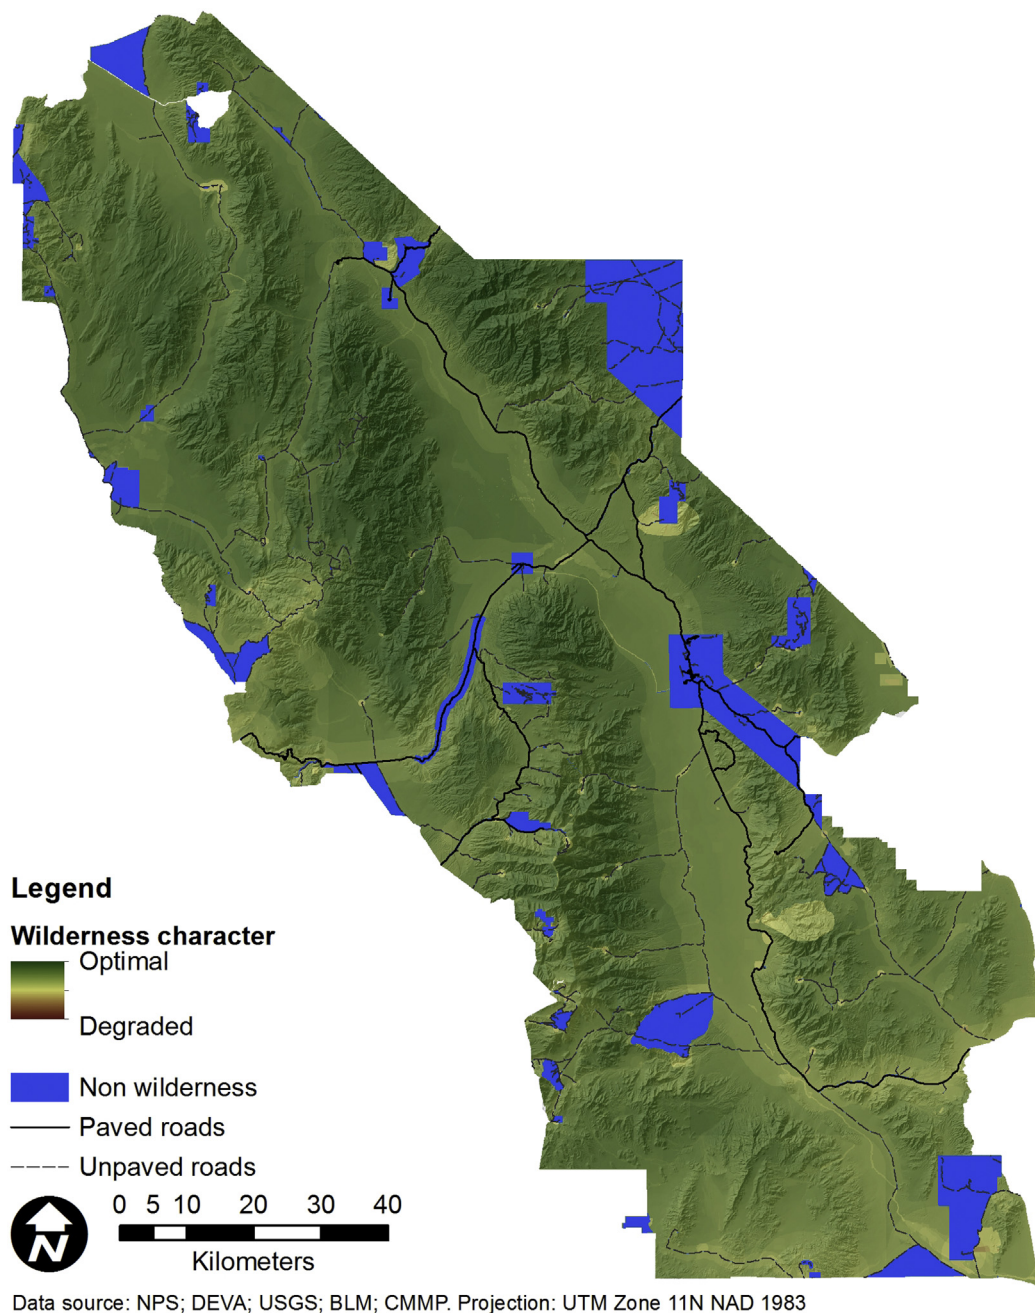 Legend
Wilderness character
Optimal
Degraded
Non wilderness
Paved roads
Unpaved roads
N
0 5 10 20 30 40
Kilometers
Data source: NPS; DEVA; USGS; BLM; CMMP. Projection: UTM Zone 11N NAD 1983